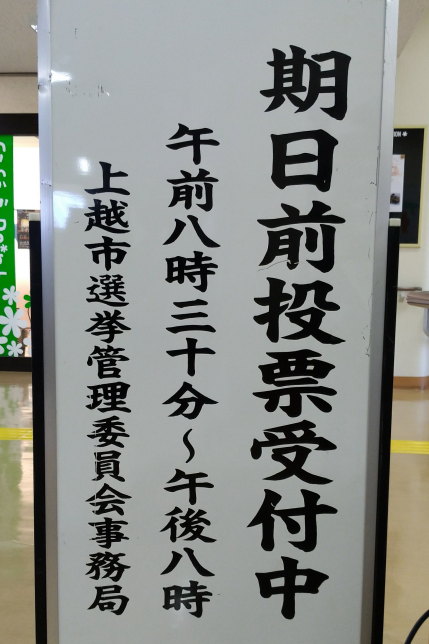 期日前投票受付中
午前八時三十分～午後八時
上越市選挙管理委員会事務局